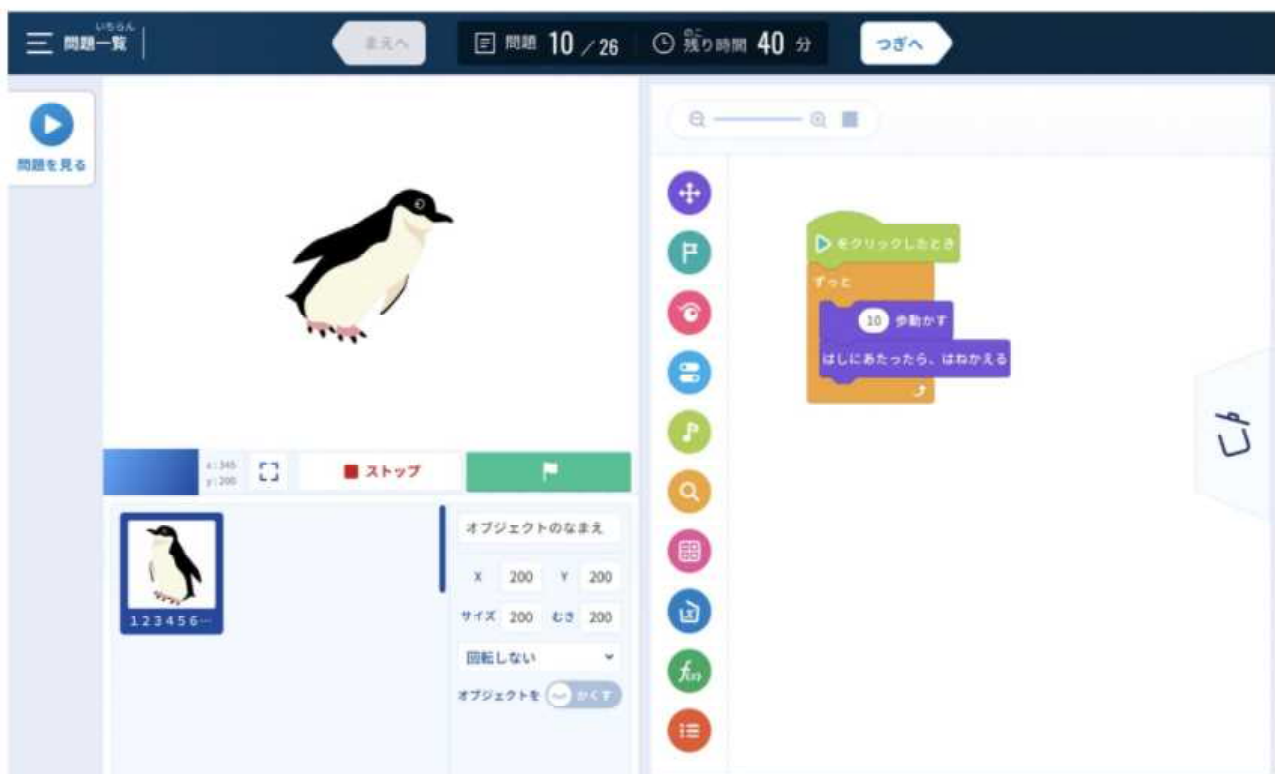 いちらん
問題一覧
まえへ
問題 10 / 26
のこ
残り時間 40 分
つぎへ
問題を見る
をクリックしたとき
ずっと
10 歩動かす
はしにあたったら、はねかえる
x:345
y:200
ストップ
オブジェクトのなまえ
X 200 Y 200
サイズ 200 むき 200
回転しない
オブジェクトを かくす
123456…
f(x)